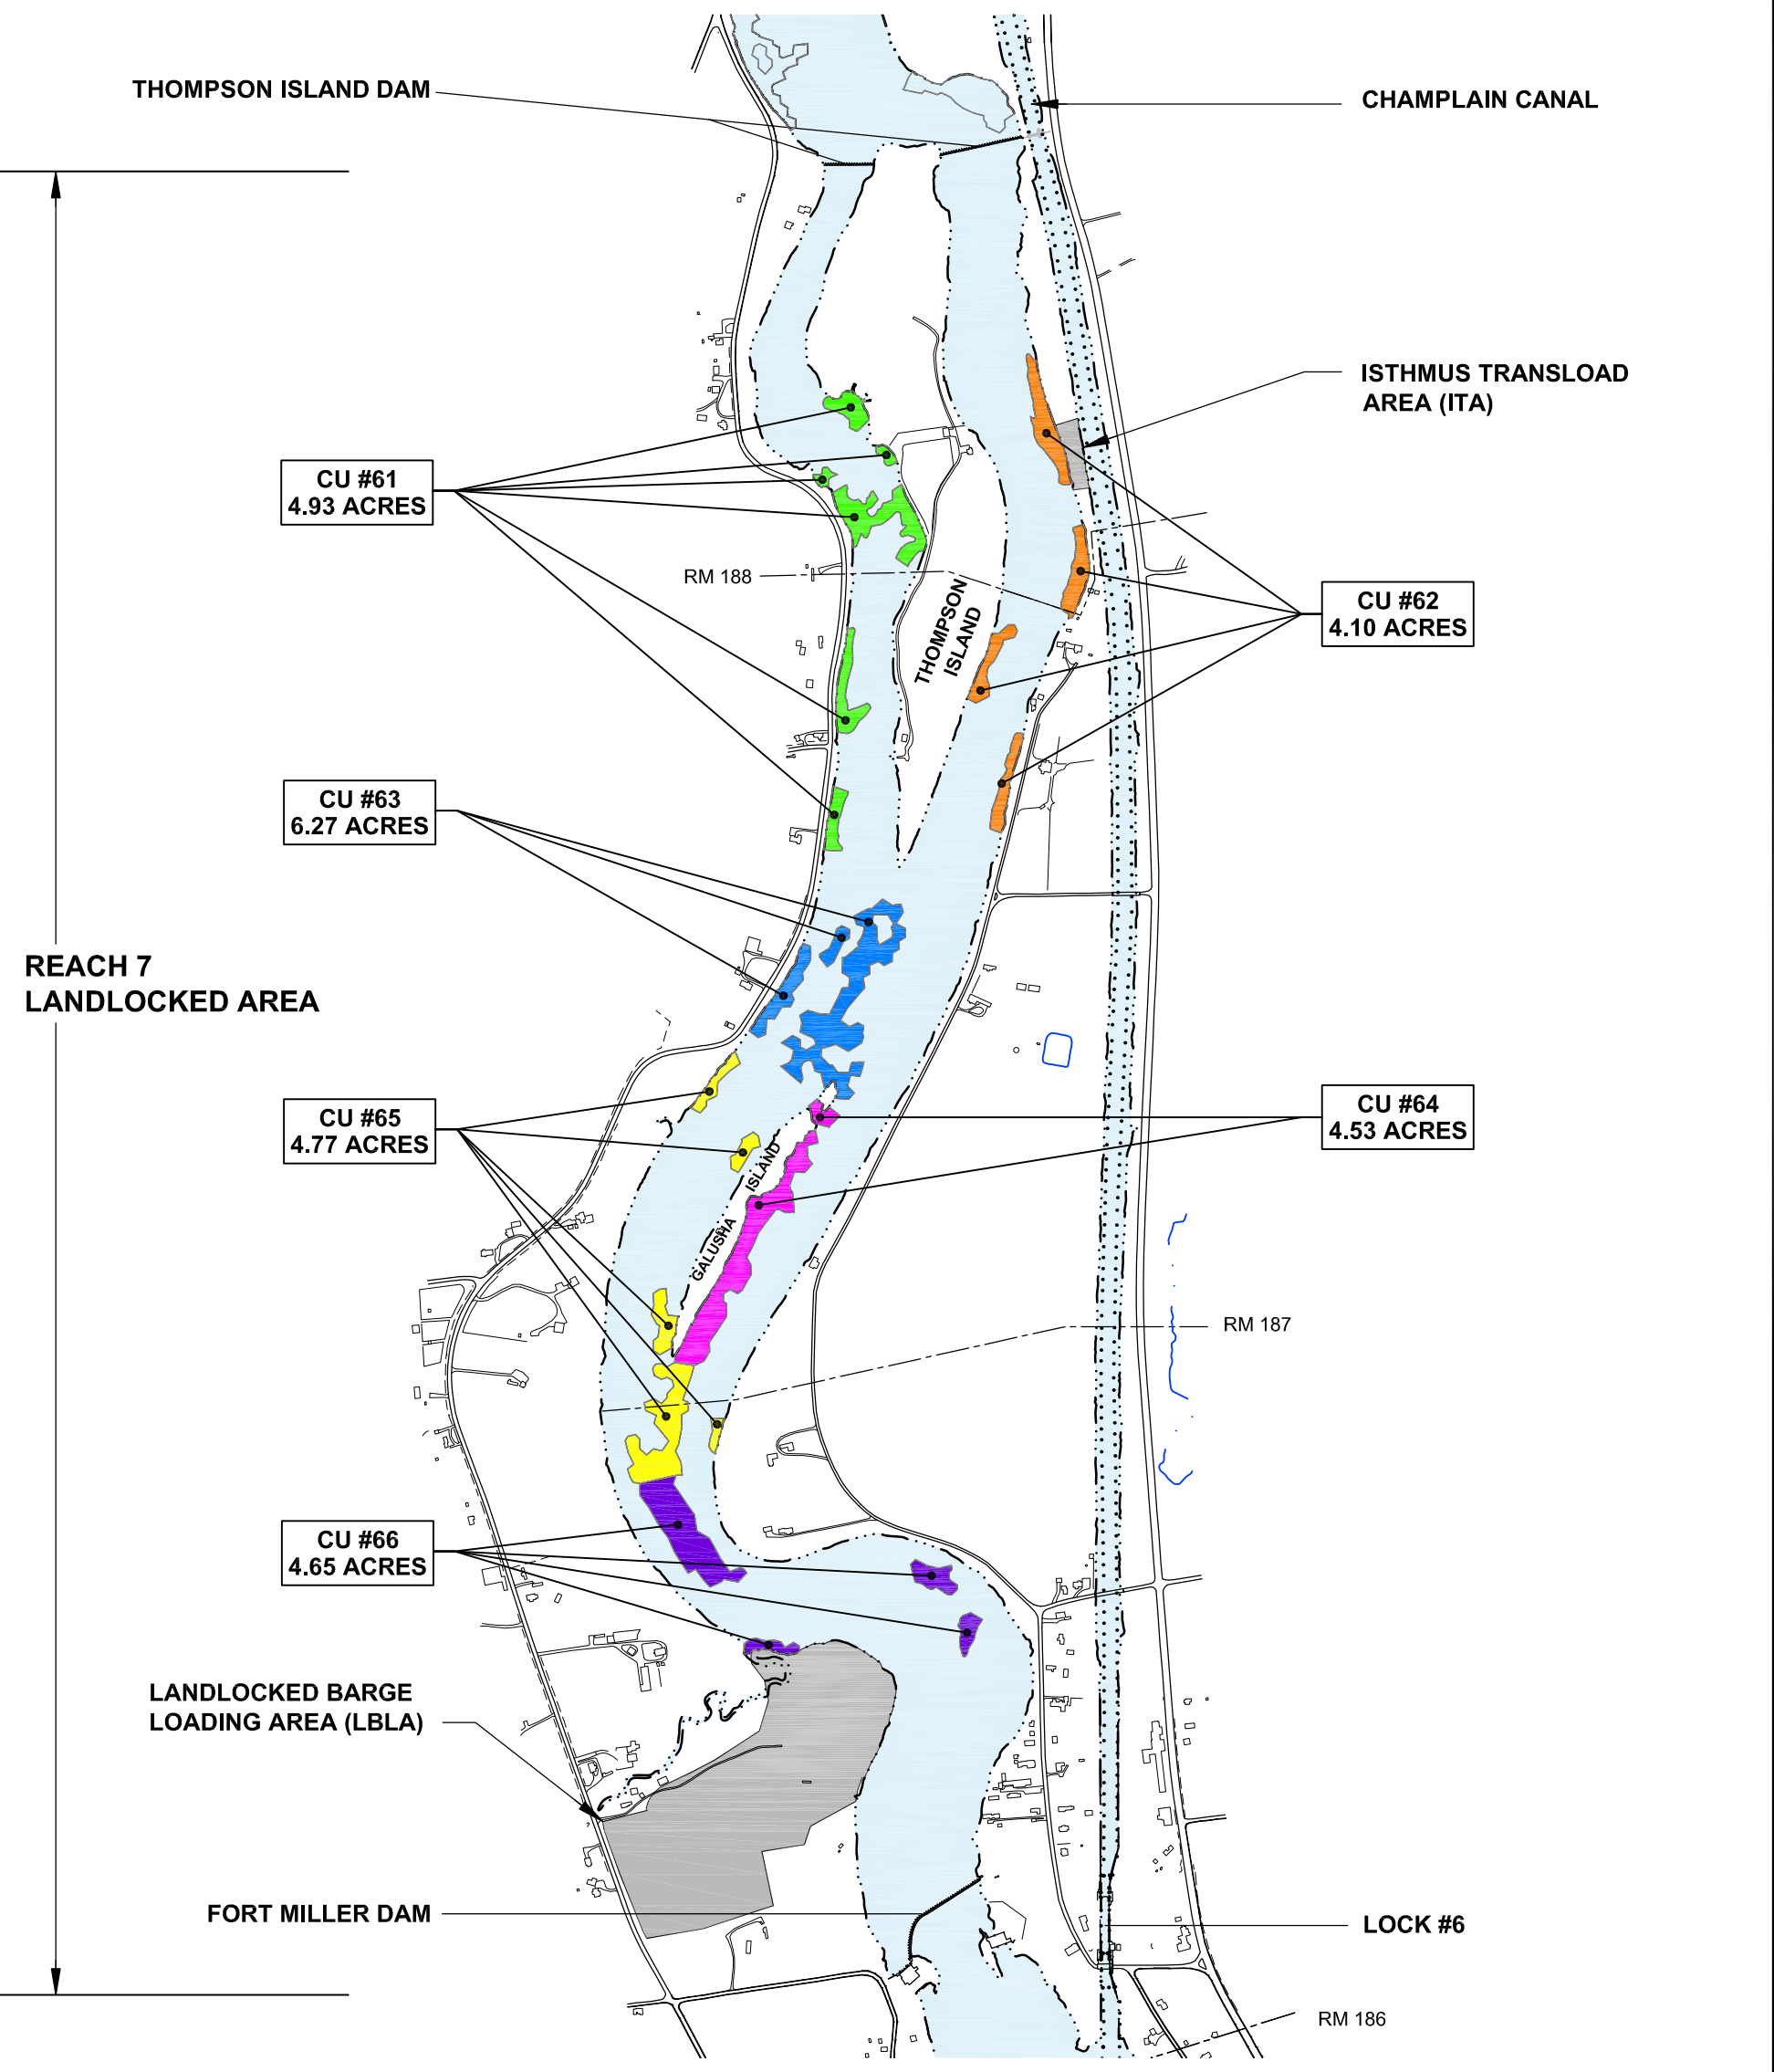 THOMPSON ISLAND DAM
CHAMPLAIN CANAL
ISTHMUS TRANSLOAD
AREA (ITA)
CU #61
4.93 ACRES
RM 188
THOMPSON
ISLAND
CU #62
4.10 ACRES
CU #63
6.27 ACRES
REACH 7
LANDLOCKED AREA
CU #65
4.77 ACRES
CU #64
4.53 ACRES
GALUSHA ISLAND
RM 187
CU #66
4.65 ACRES
LANDLOCKED BARGE
LOADING AREA (LBLA)
FORT MILLER DAM
LOCK #6
RM 186